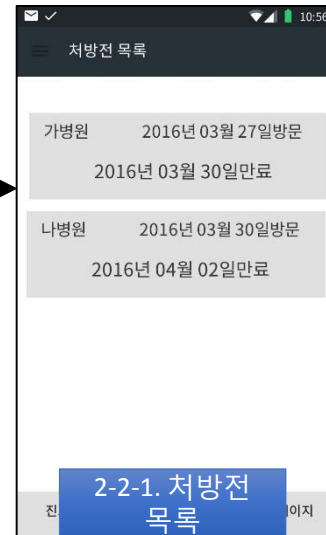 10:56
처방전 목록
가병원 2016년 03월 27일방문
2016년 03월 30일만료
나병원 2016년 03월 30일방문
2016년 04월 02일만료
2-2-1. 처방전
목록
진
이지